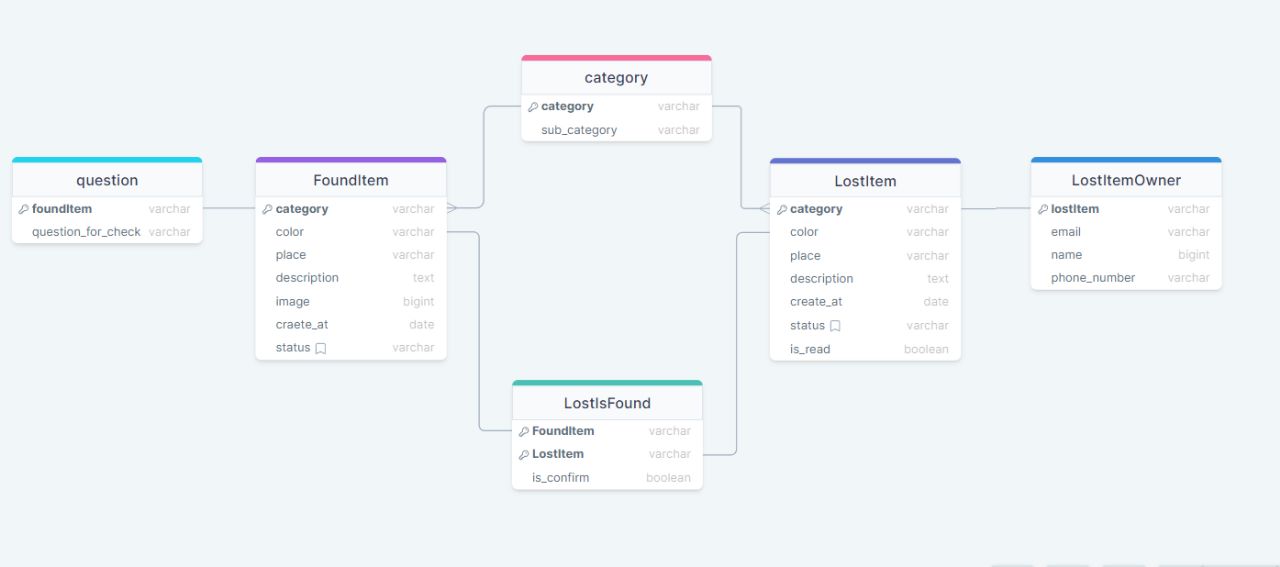 category
category varchar
sub_category varchar
question
foundItem varchar
question_for_check varchar
FoundItem
category varchar
color varchar
place varchar
description text
image bigint
craete_at date
status varchar
LostItem
category varchar
color varchar
place varchar
description text
create_at date
status varchar
is_read boolean
LostItemOwner
lostItem varchar
email varchar
name bigint
phone_number varchar
LostIsFound
FoundItem varchar
LostItem varchar
is_confirm boolean